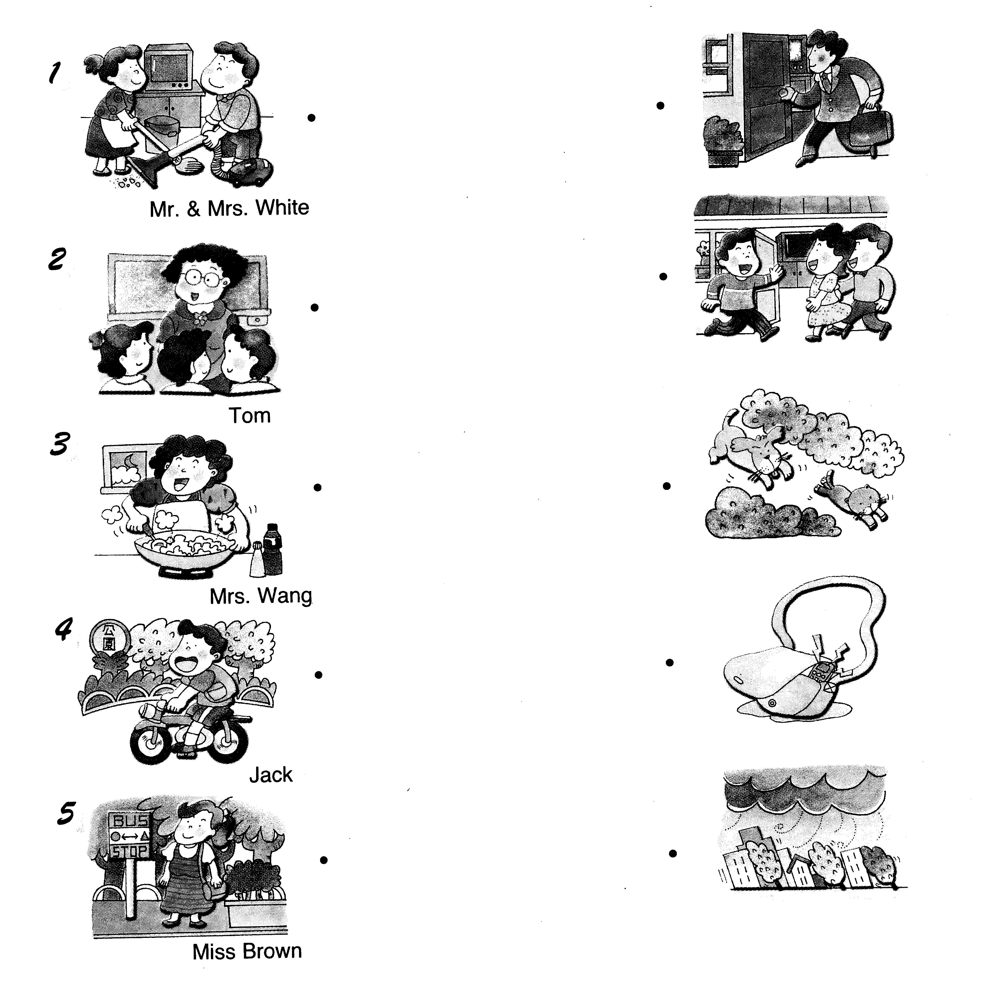 1
Mr. & Mrs. White
2
Tom
3
Mrs. Wang
4
公
園
Jack
5
BUS
STOP
Miss Brown